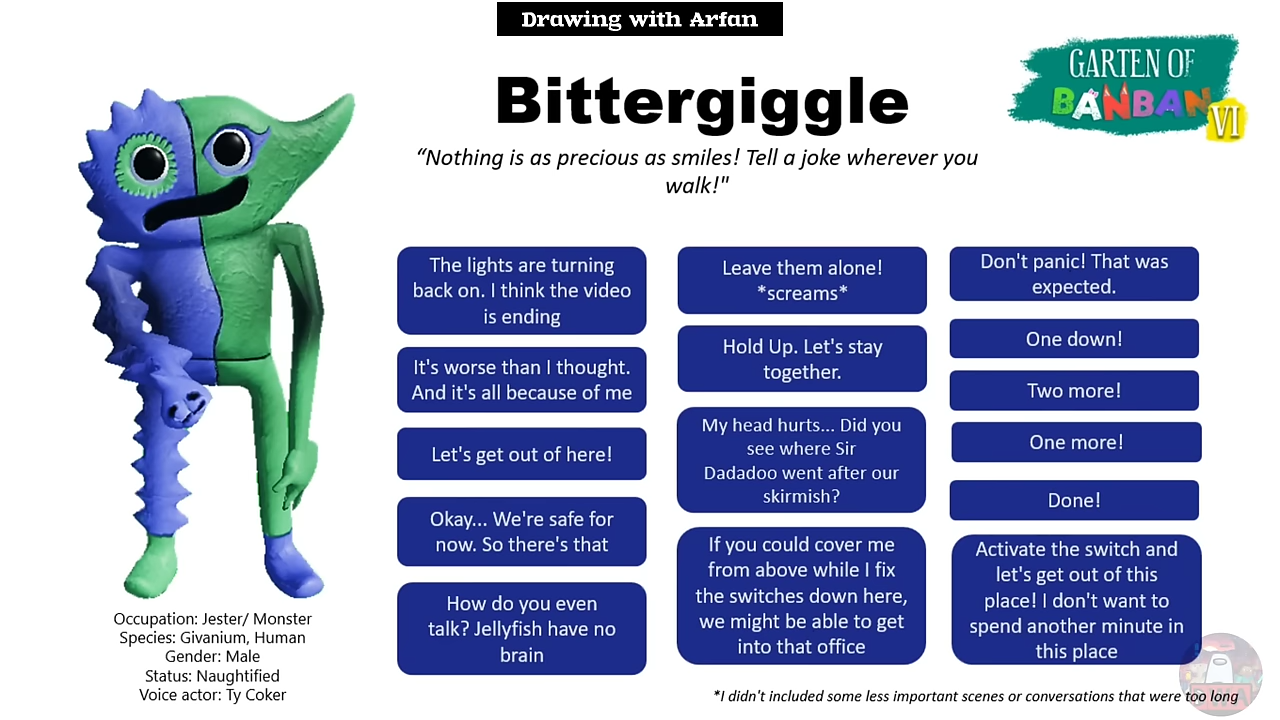 Drawing with Arfan
GARTEN OF
BANBAN
VI
Bittergiggle
“Nothing is as precious as smiles! Tell a joke wherever you
walk!"
The lights are turning
back on. I think the video
is ending
It's worse than I thought.
And it's all because of me
Let's get out of here!
Okay... We're safe for
now. So there's that
How do you even
talk? Jellyfish have no
brain
Leave them alone!
*screams*
Hold Up. Let's stay
together.
My head hurts... Did you
see where Sir
Dadadoo went after our
skirmish?
If you could cover me
from above while I fix
the switches down here,
we might be able to get
into that office
Don't panic! That was
expected.
One down!
Two more!
One more!
Done!
Activate the switch and
let's get out of this
place! I don't want to
spend another minute in
this place
Occupation: Jester/ Monster
Species: Givanium, Human
Gender: Male
Status: Naughtified
Voice actor: Ty Coker
*I didn't included some less important scenes or conversations that were too long